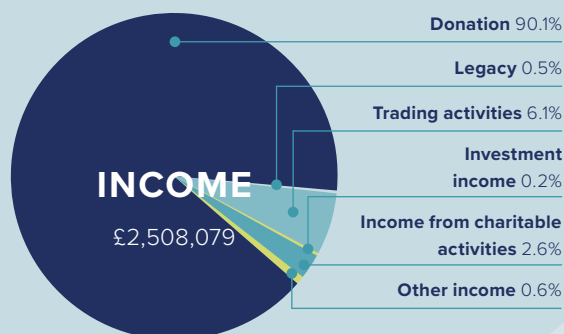 Donation 90.1%
Legacy 0.5%
Trading activities 6.1%
Investment
income 0.2%
Income from charitable
activities 2.6%
Other income 0.6%
INCOME
£2,508,079